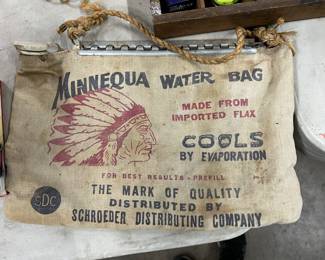 MINNEQUA WATER BAG
MADE FROM
IMPORTED FLAX
COOLS
BY EVAPORATION
FOR BEST RESULTS - PREFILL
THE MARK OF QUALITY
DISTRIBUTED BY
SCHROEDER DISTRIBUTING COMPANY
SDC